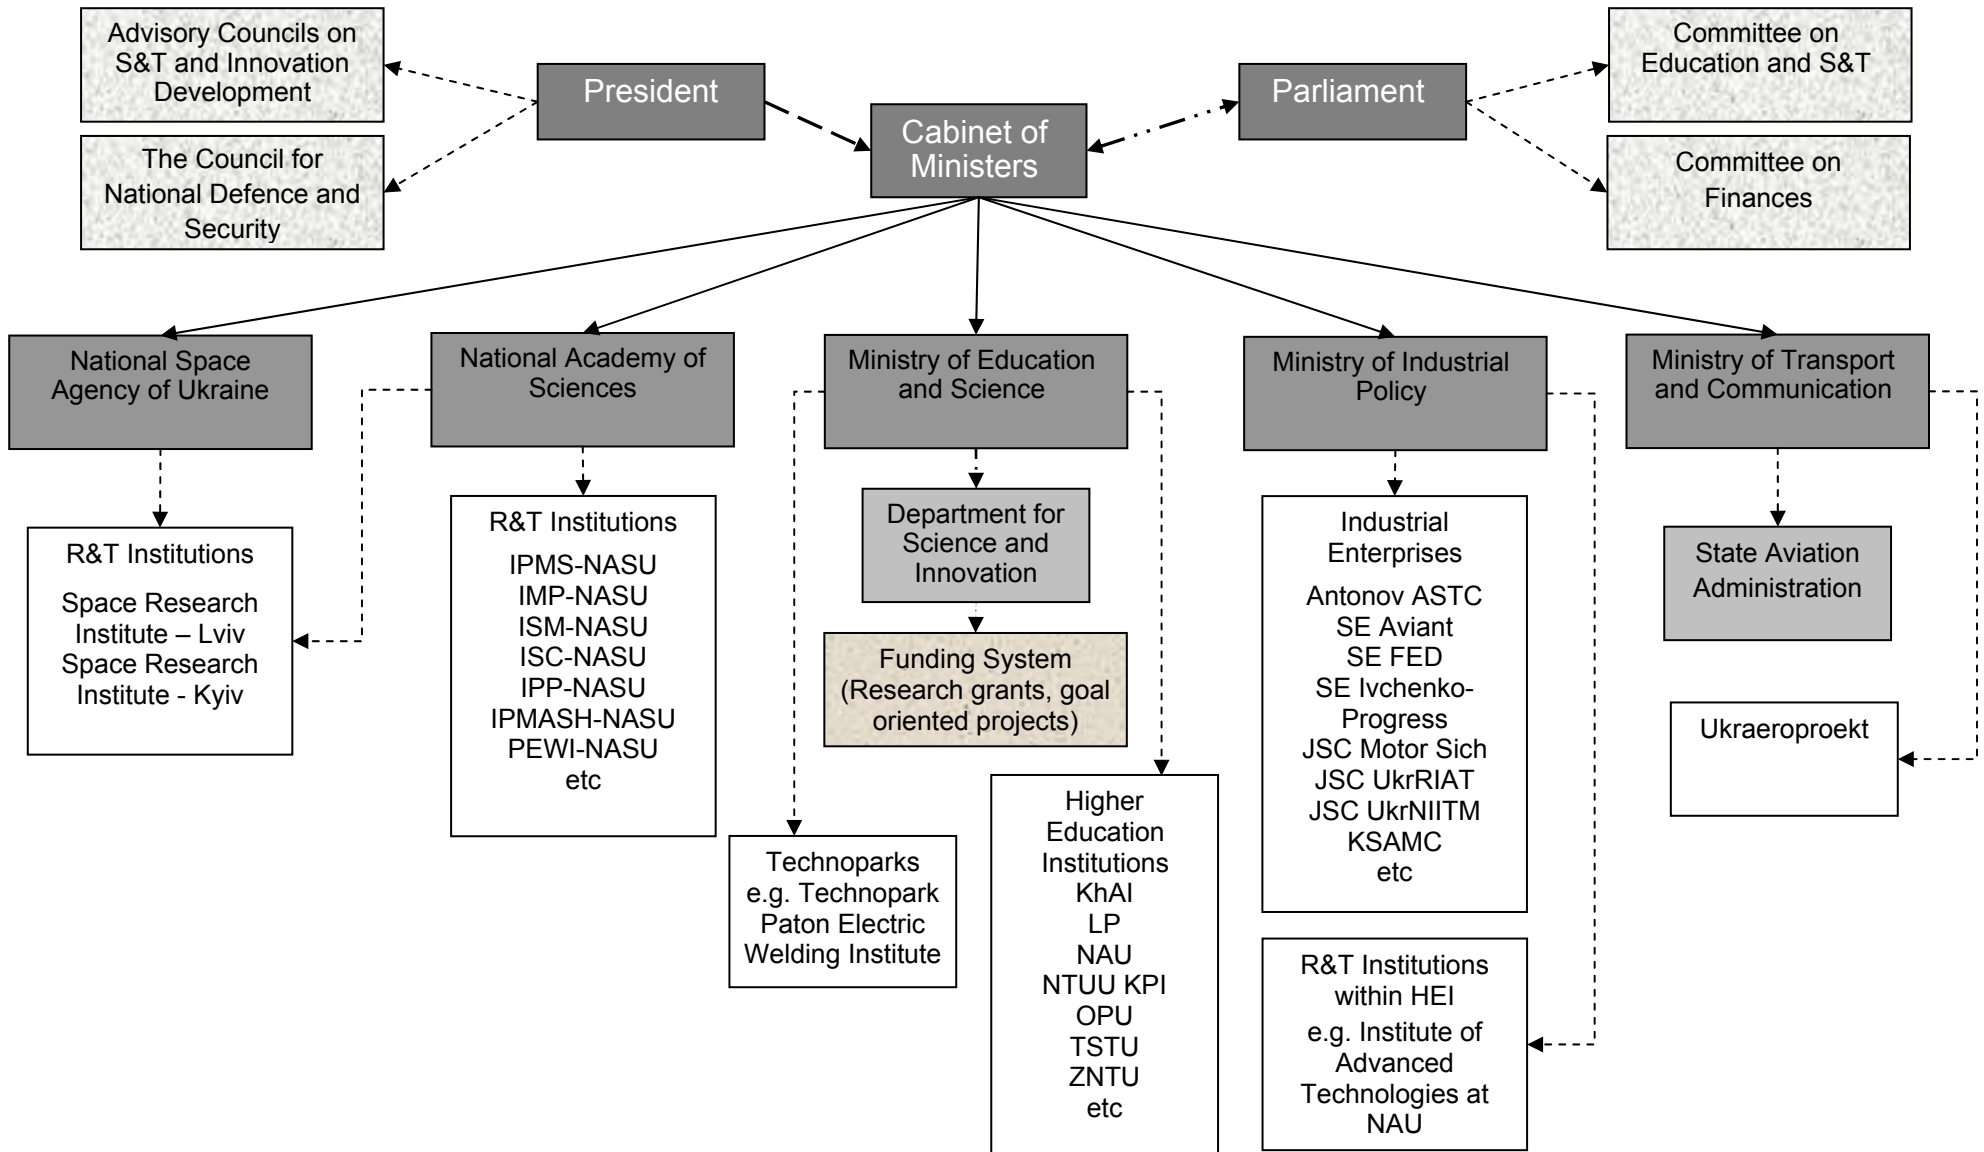 Advisory Councils on
S&T and Innovation
Development
President
Parliament
Committee on
Education and S&T
Cabinet of
Ministers
The Council for
National Defence and
Security
Committee on
Finances
National Space
Agency of Ukraine
National Academy of
Sciences
Ministry of Education
and Science
Ministry of Industrial
Policy
Ministry of Transport
and Communication
R&T Institutions
Space Research
Institute – Lviv
Space Research
Institute - Kyiv
R&T Institutions
IPMS-NASU
IMP-NASU
ISM-NASU
ISC-NASU
IPP-NASU
IPMASH-NASU
PEWI-NASU
etc
Department for
Science and
Innovation
Funding System
(Research grants, goal
oriented projects)
Technoparks
e.g. Technopark
Paton Electric
Welding Institute
Higher
Education
Institutions
KhAI
LP
NAU
NTUU KPI
OPU
TSTU
ZNTU
etc
Industrial
Enterprises
Antonov ASTC
SE Aviant
SE FED
SE Ivchenko-
Progress
JSC Motor Sich
JSC UkrRIAT
JSC UkrNIITM
KSAMC
etc
R&T Institutions
within HEI
e.g. Institute of
Advanced
Technologies at
NAU
State Aviation
Administration
Ukraeroproekt